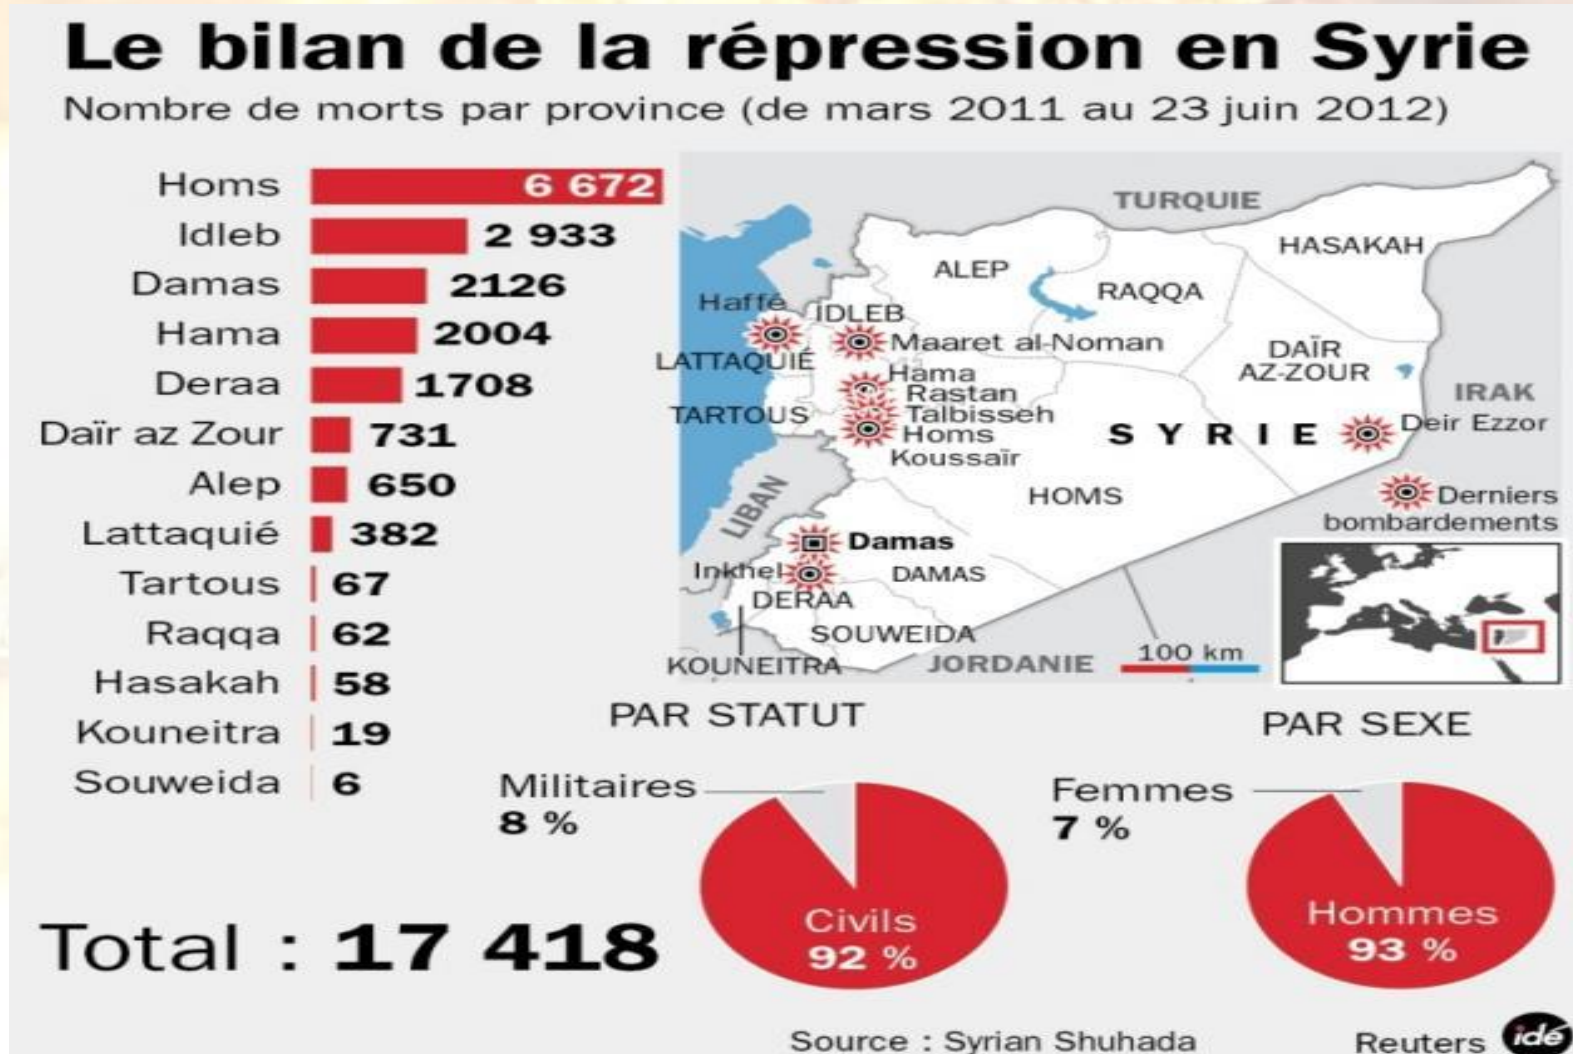 Le bilan de la répression en Syrie
Nombre de morts par province (de mars 2011 au 23 juin 2012)
Homs 6 672
Idleb 2 933
Damas 2126
Hama 2004
Deraa 1708
Daïr az Zour 731
Alep 650
Lattaquié 382
Tartous 67
Raqqa 62
Hasakah 58
Kouneitra 19
Souweida 6
Total : 17 418
TURQUIE
HASAKAH
ALEP
RAQQA
Haffé
IDLEB
Maaret al-Noman
LATTAQUIÉ
DAÏR
AZ-ZOUR
Hama
Rastan
IRAK
TARTOUS
Talbisseh
Homs
SYRIE
Deir Ezzor
Koussaïr
HOMS
LIBAN
Derniers
bombardements
Damas
Inkhel
DAMAS
DERAA
SOUWEIDA
KOUNEITRA
JORDANIE
100 km
PAR STATUT
Militaires
8 %
Civils
92 %
PAR SEXE
Femmes
7 %
Hommes
93 %
Source : Syrian Shuhada
Reuters idé